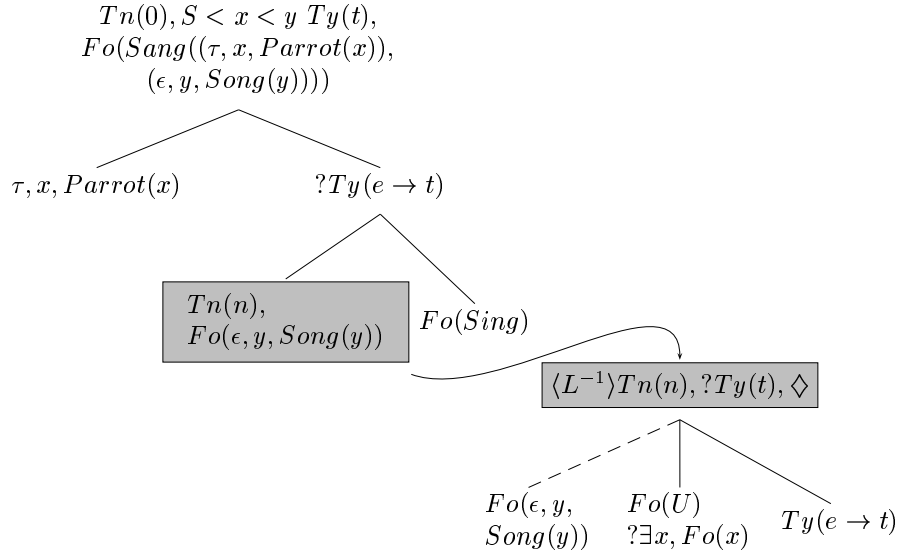 Tn(0), S < x < y Ty(t),
Fo(Sang((τ, x, Parrot(x)),
(ϵ, y, Song(y))))
τ, x, Parrot(x)
?Ty(e → t)
Tn(n),
Fo(ϵ, y, Song(y))
Fo(Sing)
⟨L⁻¹⟩Tn(n), ?Ty(t), ♢
Fo(ϵ, y,
Song(y))
Fo(U)
?∃x, Fo(x)
Ty(e → t)